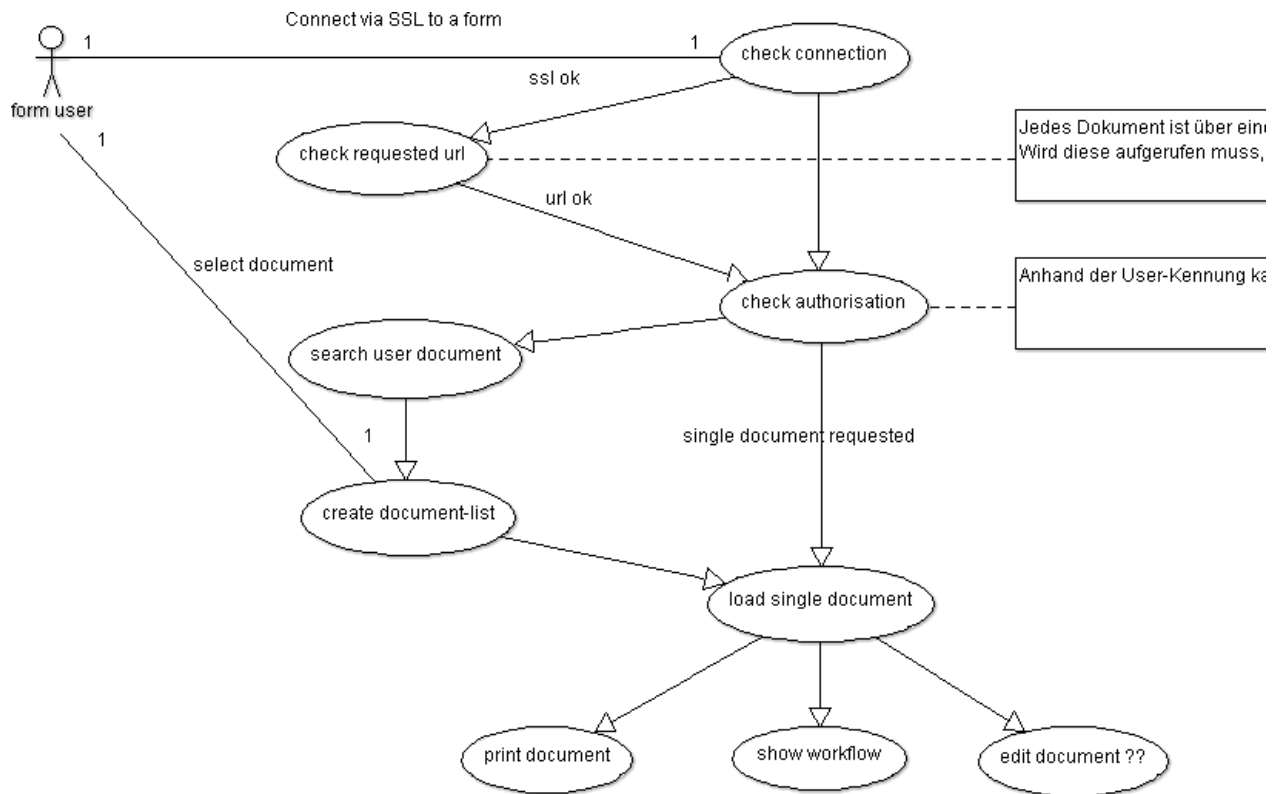 Connect via SSL to a form
1
1
check connection
ssl ok
form user
1
Jedes Dokument ist über
Wird diese aufgerufen muss,
check requested url
url ok
select document
Anhand der User-Kennung
check authorisation
search user document
1
single document requested
create document-list
load single document
print document
show workflow
edit document ??